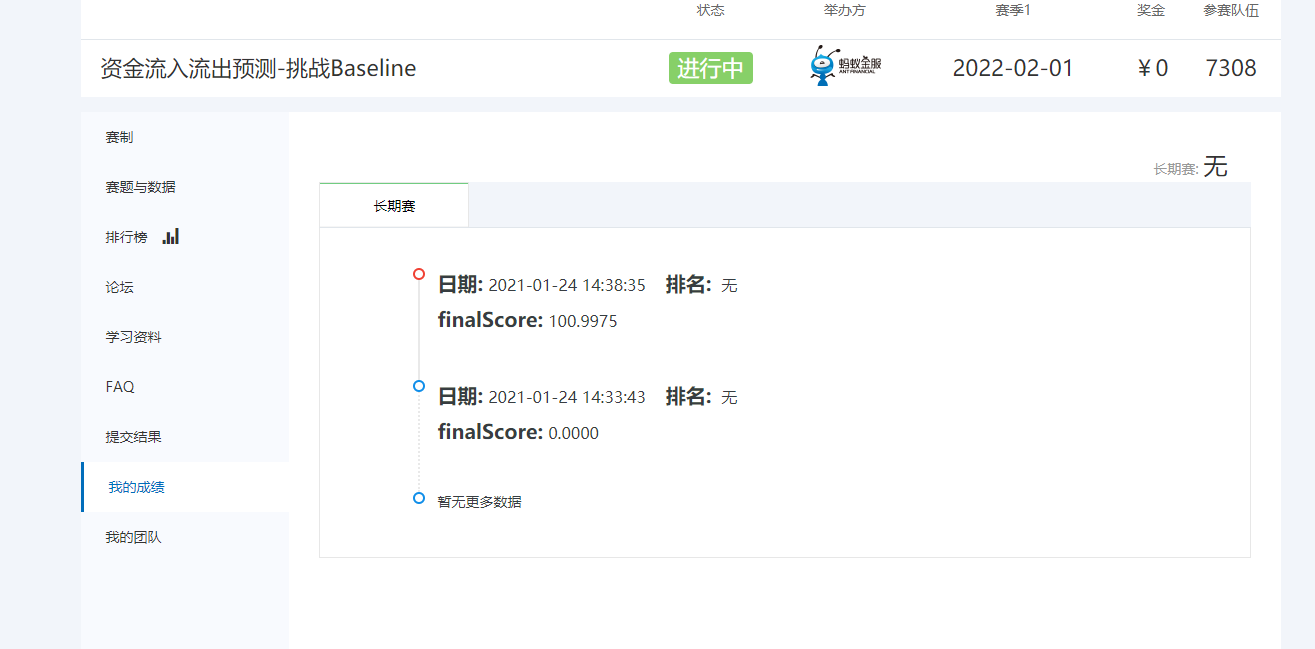 状态 举办方 赛季1 奖金 参赛队伍
资金流入流出预测-挑战Baseline 进行中 蚂蚁金服 2022-02-01 ¥0 7308
ANT FINANCIAL
赛制
赛题与数据
排行榜
论坛
学习资料
FAQ
提交结果
我的成绩
我的团队
长期赛: 无
长期赛
日期: 2021-01-24 14:38:35 排名: 无
finalScore: 100.9975
日期: 2021-01-24 14:33:43 排名: 无
finalScore: 0.0000
暂无更多数据